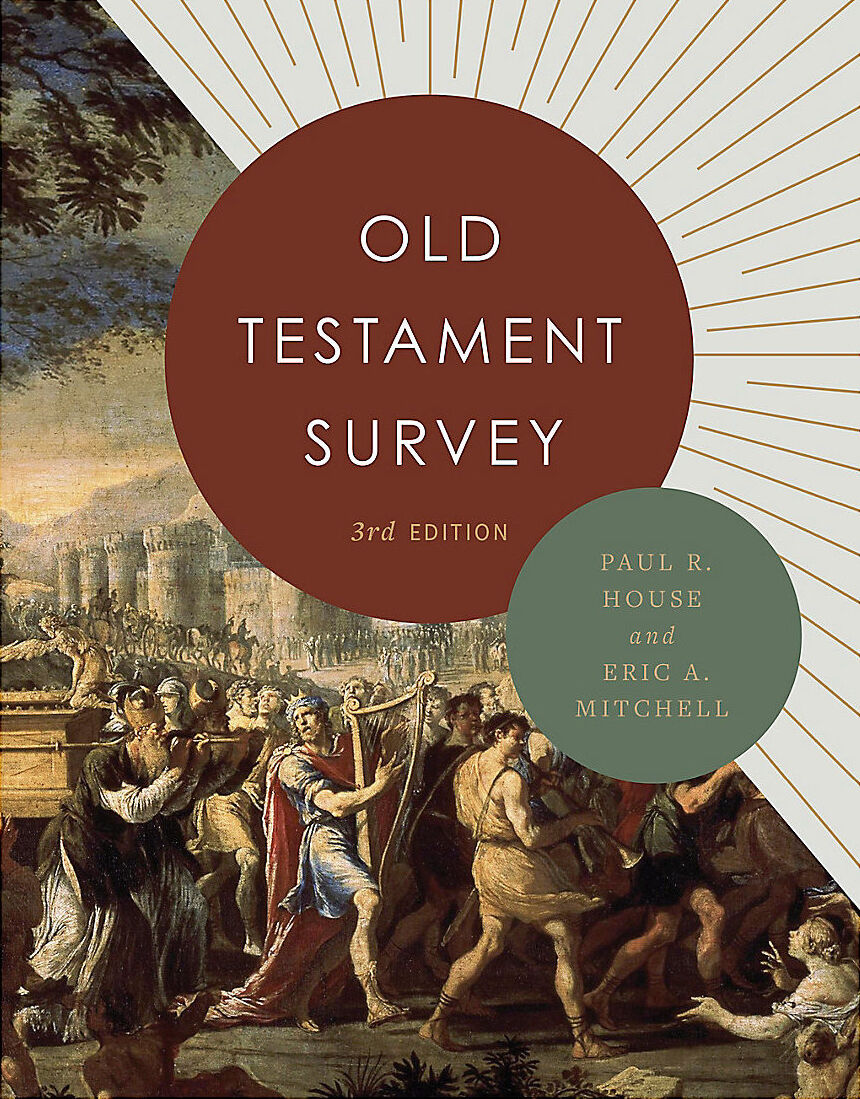 OLD
TESTAMENT
SURVEY
3rd EDITION
PAUL R.
HOUSE
and
ERIC A.
MITCHELL